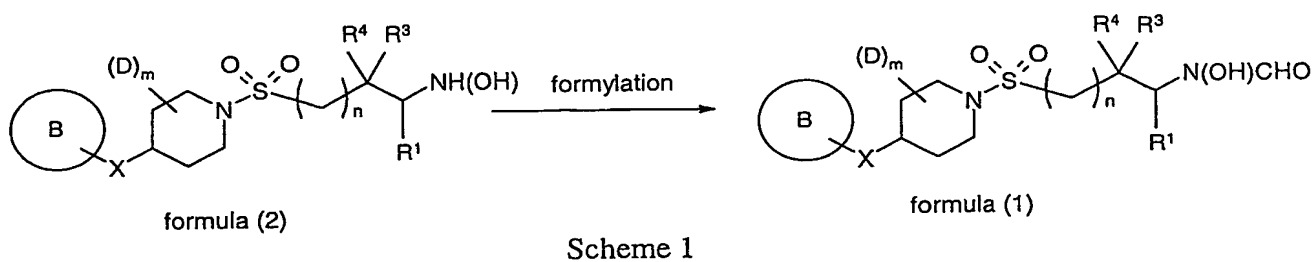 (D)m
O O
R⁴ R³
NH(OH)
S
( )n
N
R¹
B
X
formula (2)
formylation
(D)m
O O
R⁴ R³
N(OH)CHO
S
( )n
N
R¹
B
X
formula (1)
Scheme 1